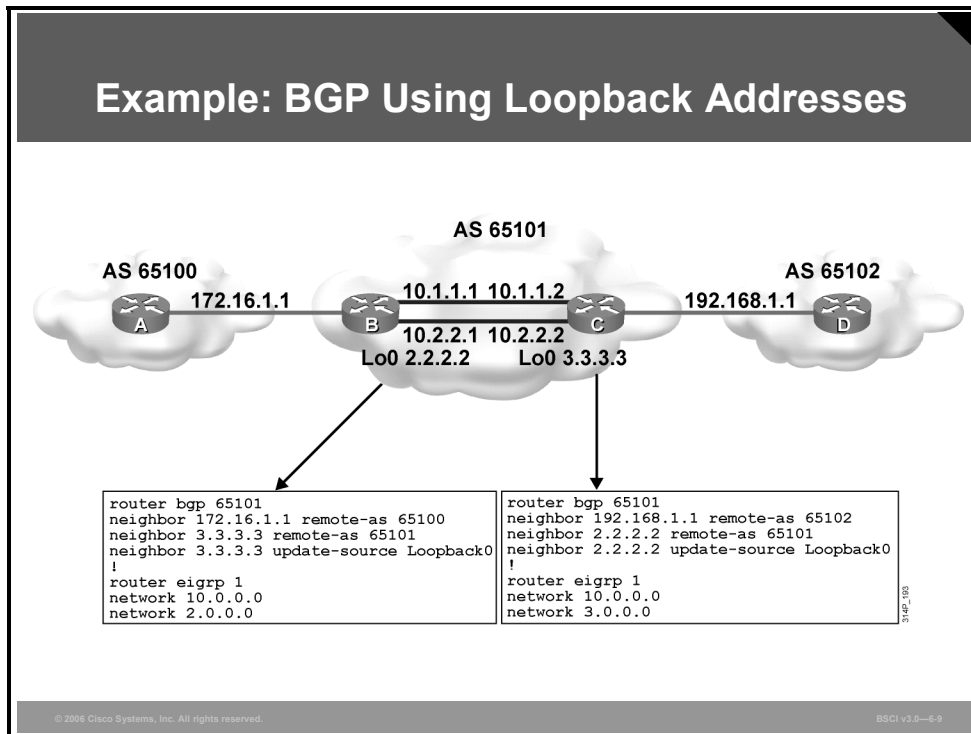 Example: BGP Using Loopback Addresses
AS 65101
AS 65100
AS 65102
172.16.1.1
10.1.1.1 10.1.1.2
192.168.1.1
A
B
C
D
10.2.2.1 10.2.2.2
Lo0 2.2.2.2
Lo0 3.3.3.3
router bgp 65101
neighbor 172.16.1.1 remote-as 65100
neighbor 3.3.3.3 remote-as 65101
neighbor 3.3.3.3 update-source Loopback0
!
router eigrp 1
network 10.0.0.0
network 2.0.0.0
router bgp 65101
neighbor 192.168.1.1 remote-as 65102
neighbor 2.2.2.2 remote-as 65101
neighbor 2.2.2.2 update-source Loopback0
!
router eigrp 1
network 10.0.0.0
network 3.0.0.0
314P_193
© 2006 Cisco Systems, Inc. All rights reserved.
BSCI v3.0—6-9